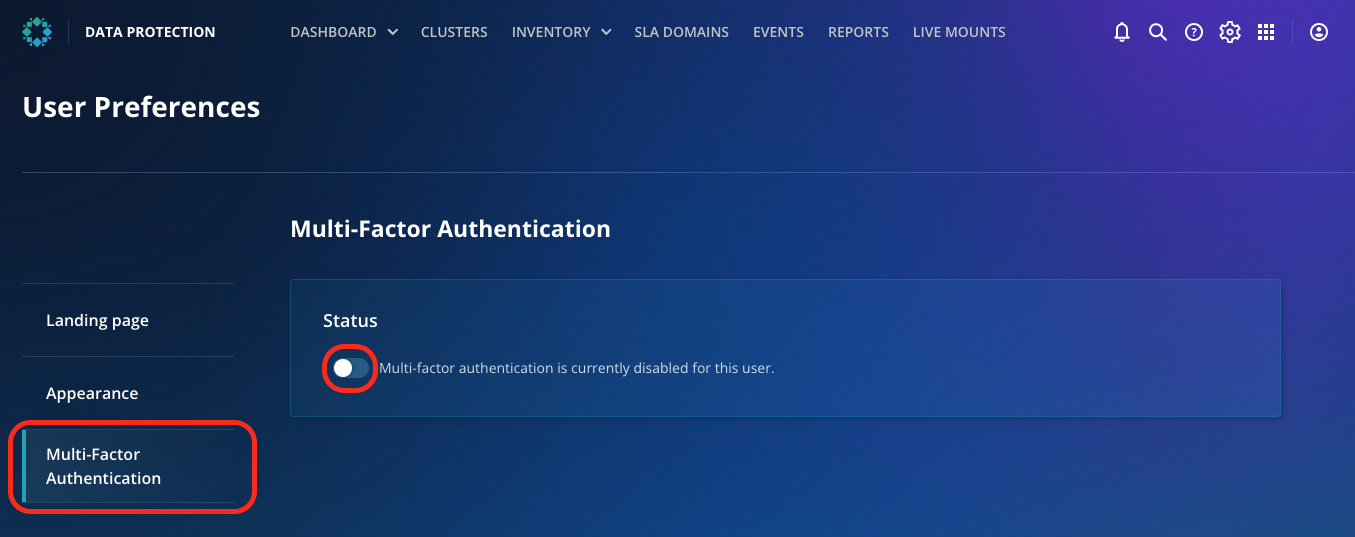 DATA PROTECTION
DASHBOARD
CLUSTERS
INVENTORY
SLA DOMAINS
EVENTS
REPORTS
LIVE MOUNTS
?
User Preferences
Multi-Factor Authentication
Landing page
Status
Multi-factor authentication is currently disabled for this user.
Appearance
Multi-Factor
Authentication